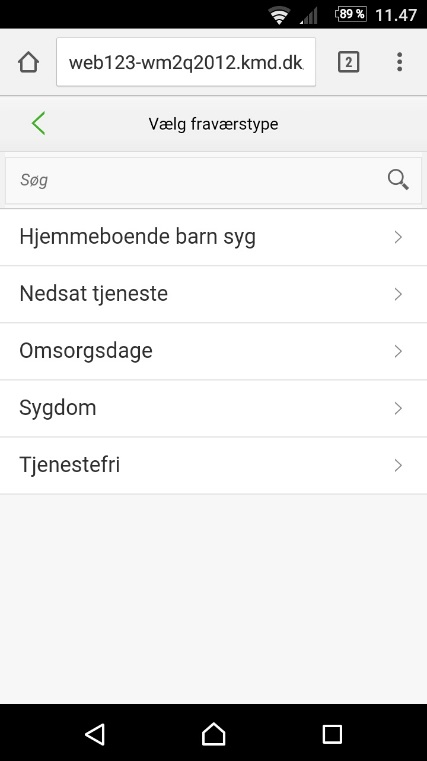 89 %
11.47
web123-wm2q2012.kmd.dk
2
Vælg fraværstype
Søg
Hjemmeboende barn syg
Nedsat tjeneste
Omsorgsdage
Sygdom
Tjenestefri